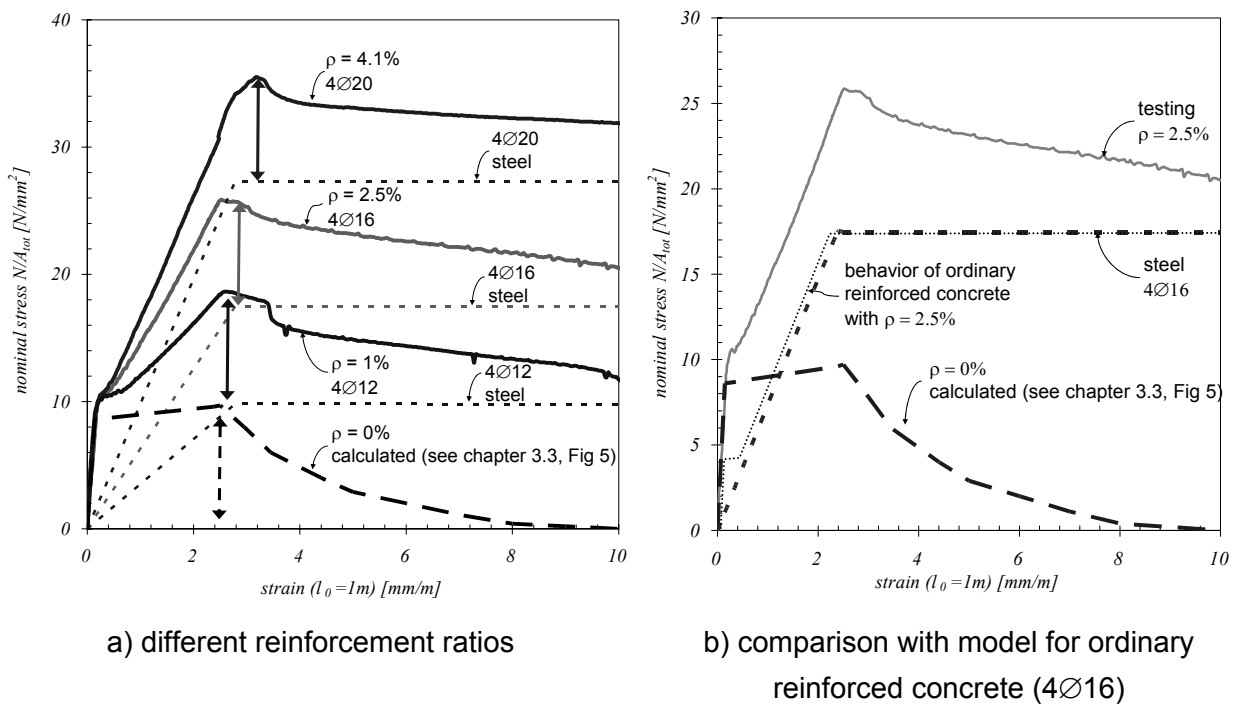 40
30
20
10
0
nominal stress N/A_tot [N/mm²]
ρ = 4.1%
4∅20
4∅20
steel
ρ = 2.5%
4∅16
4∅16
steel
ρ = 1%
4∅12
4∅12
steel
ρ = 0%
calculated (see chapter 3.3, Fig 5)
0 2 4 6 8 10
strain (l_0 =1m) [mm/m]
a) different reinforcement ratios
30
25
20
15
10
5
0
nominal stress N/A_tot [N/mm²]
testing
ρ = 2.5%
behavior of ordinary
reinforced concrete
with ρ = 2.5%
steel
4∅16
ρ = 0%
calculated (see chapter 3.3, Fig 5)
0 2 4 6 8 10
strain (l_0 =1m) [mm/m]
b) comparison with model for ordinary
reinforced concrete (4∅16)